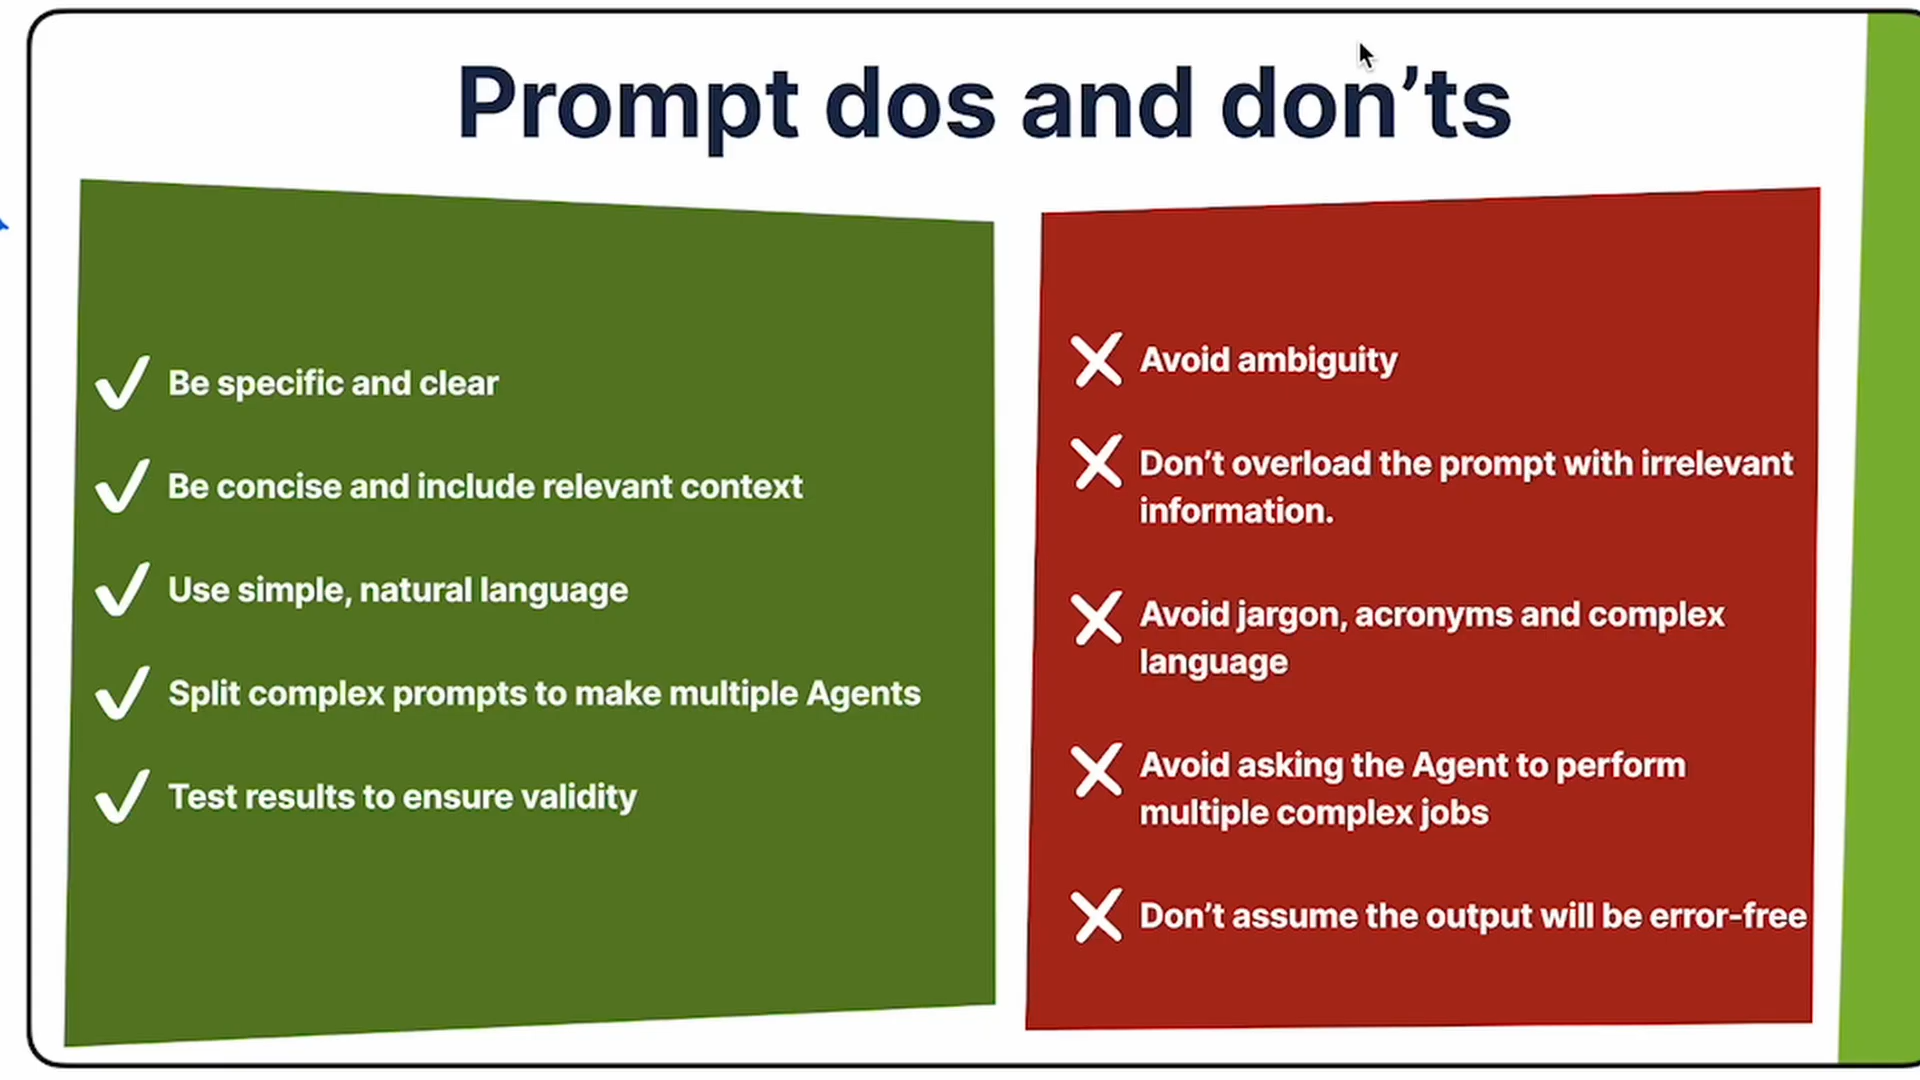 Prompt dos and don’ts
Be specific and clear
Be concise and include relevant context
Use simple, natural language
Split complex prompts to make multiple Agents
Test results to ensure validity
Avoid ambiguity
Don’t overload the prompt with irrelevant
information.
Avoid jargon, acronyms and complex
language
Avoid asking the Agent to perform
multiple complex jobs
Don’t assume the output will be error-free